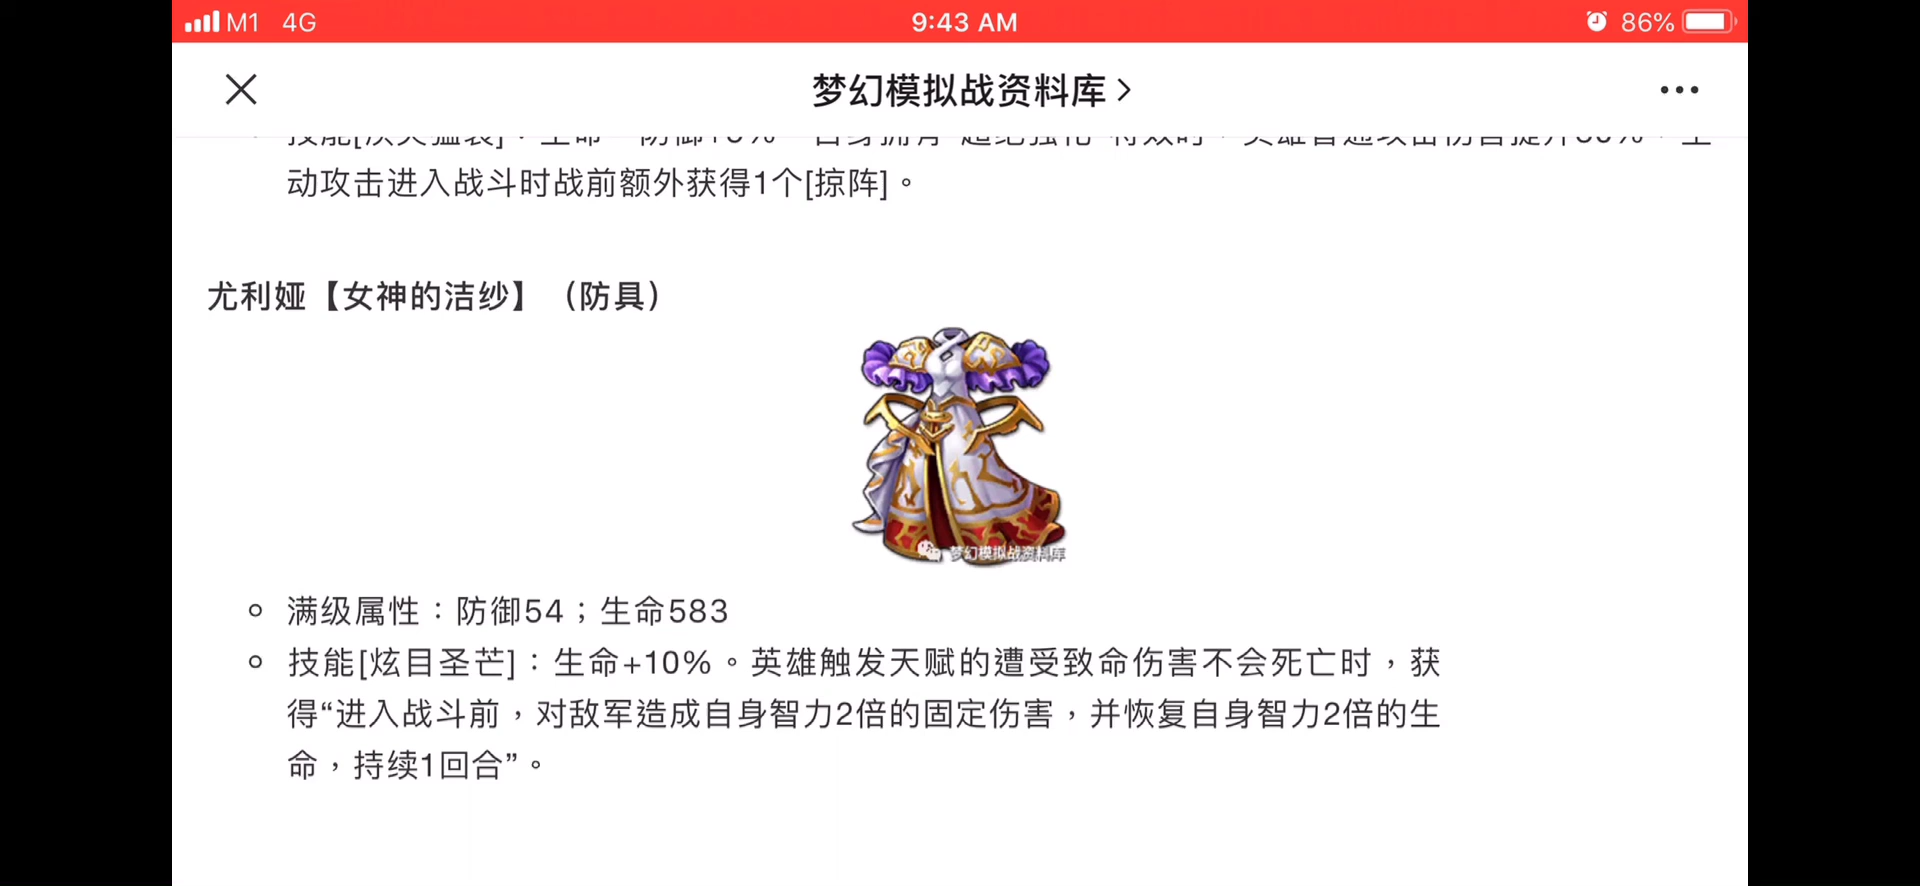 M1 4G 9:43 AM 86%
梦幻模拟战资料库
动攻击进入战斗时战前额外获得1个[掠阵]。
尤利娅【女神的洁纱】（防具）
梦幻模拟战资料库
满级属性：防御54；生命583
技能[炫目圣芒]：生命+10%。英雄触发天赋的遭受致命伤害不会死亡时，获
得“进入战斗前，对敌军造成自身智力2倍的固定伤害，并恢复自身智力2倍的生
命，持续1回合”。